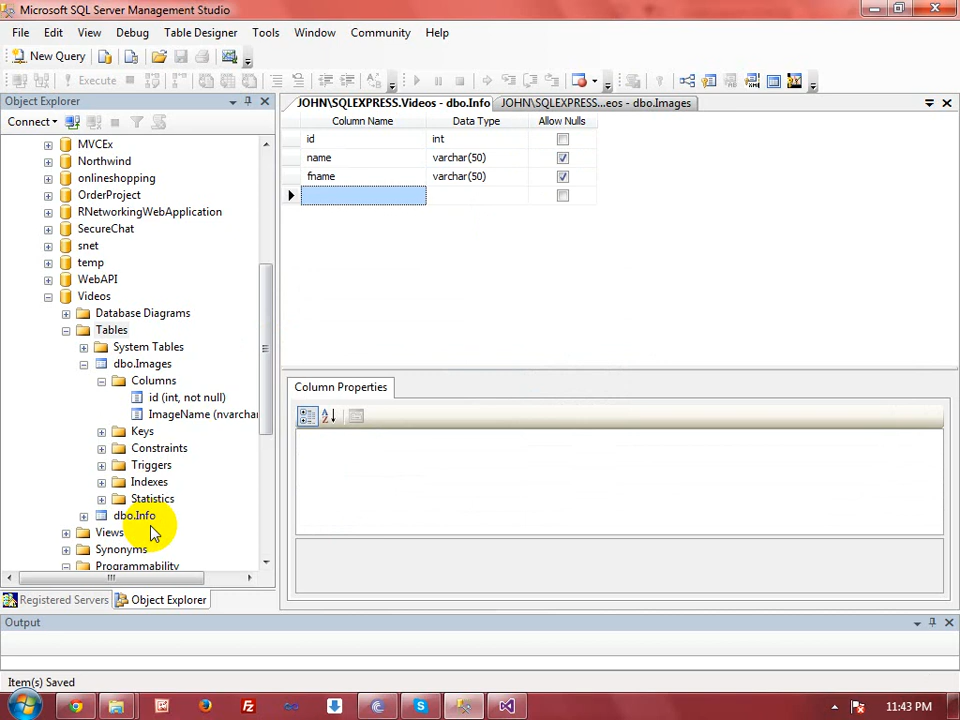 Microsoft SQL Server Management Studio
File Edit View Debug Table Designer Tools Window Community Help
New Query
Execute
Object Explorer
JOHN\SQLEXPRESS.Videos - dbo.Info
JOHN\SQLEXPRESS...eos - dbo.Images
Connect
Column Name Data Type Allow Nulls
id int
name varchar(50)
fname varchar(50)
MVCEx
Northwind
onlineshopping
OrderProject
RNetworkingWebApplication
SecureChat
snet
temp
WebAPI
Videos
Database Diagrams
Tables
System Tables
dbo.Images
Columns
id (int, not null)
ImageName (nvarchar
Keys
Constraints
Triggers
Indexes
Statistics
dbo.Info
Views
Synonyms
Programmability
Column Properties
Registered Servers
Object Explorer
Output
Item(s) Saved
11:43 PM